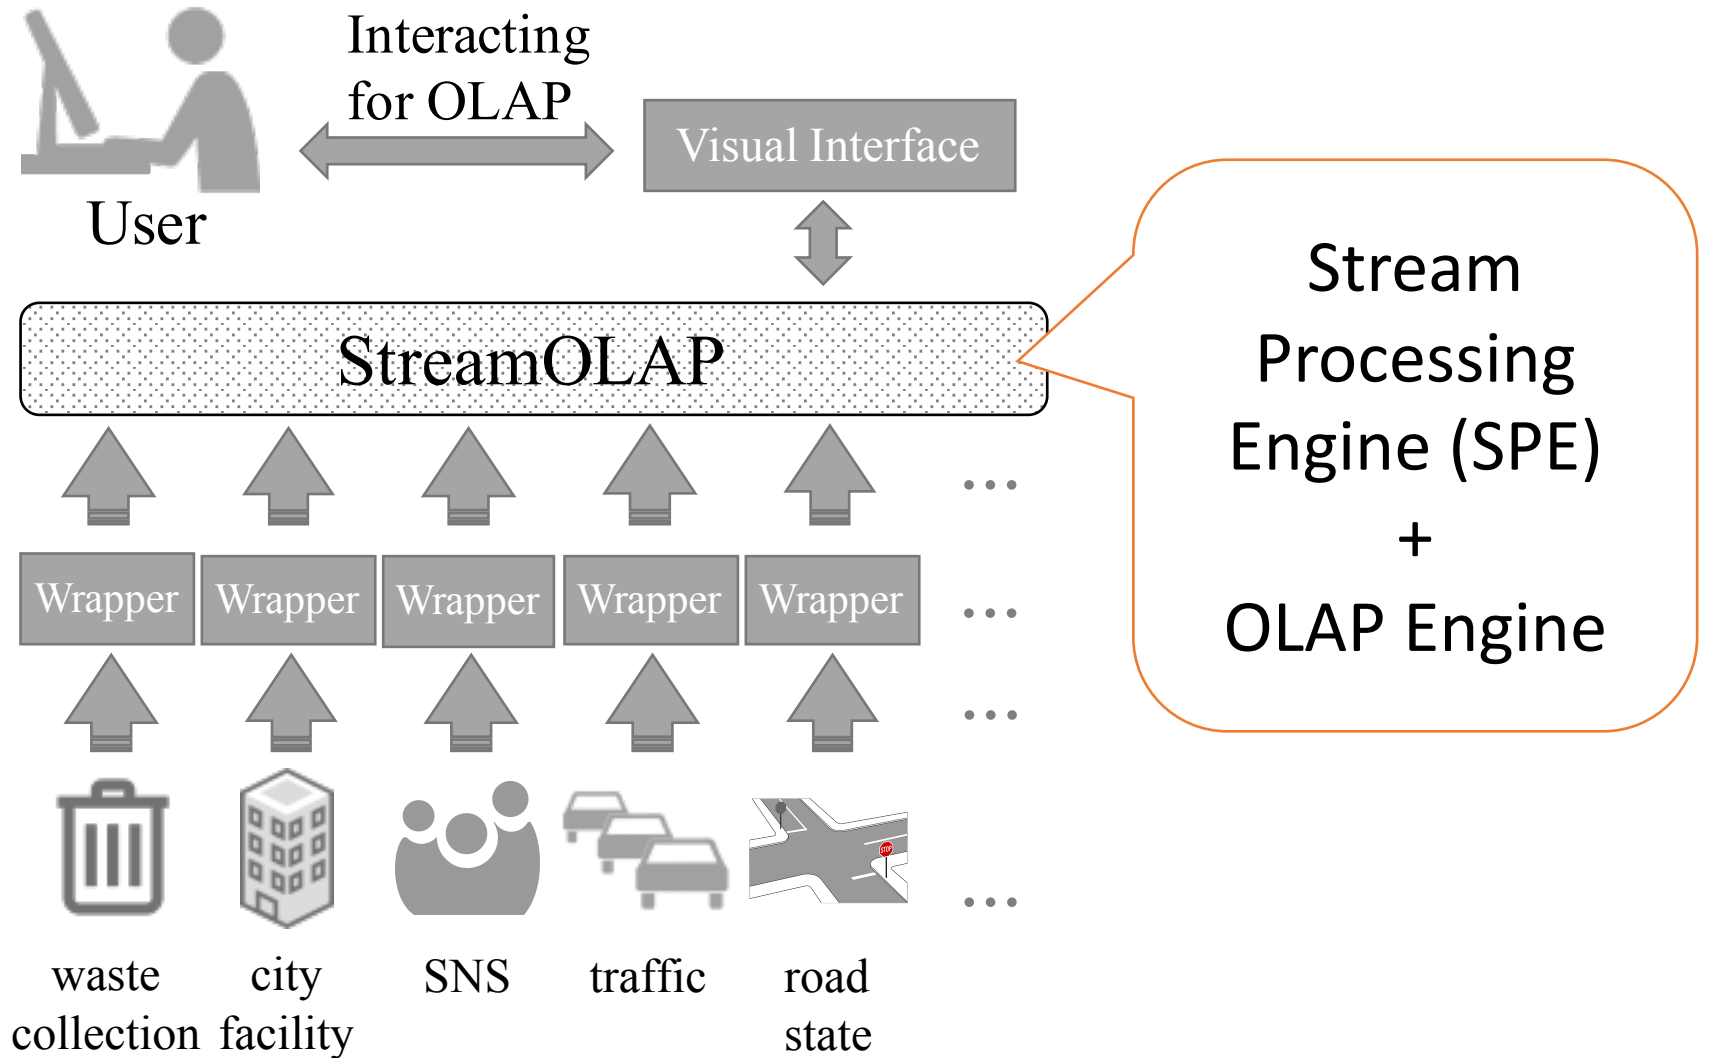 Interacting
for OLAP
Visual Interface
User
StreamOLAP
Stream
Processing
Engine (SPE)
+
OLAP Engine
...
Wrapper
Wrapper
Wrapper
Wrapper
Wrapper
...
...
STOP
...
waste
collection
city
facility
SNS
traffic
road
state